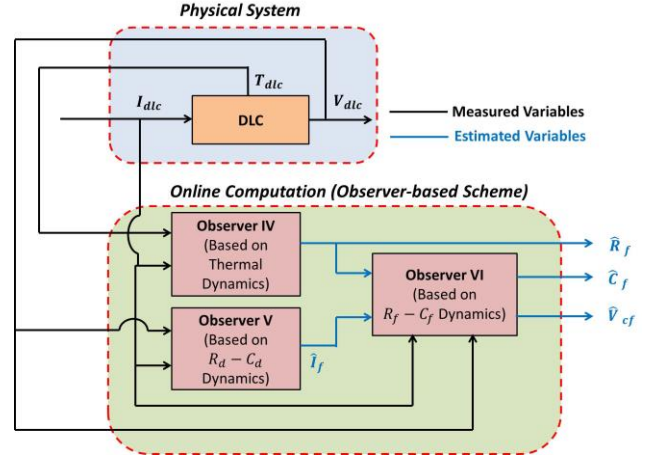 Physical System
T_dlc
I_dlc
V_dlc
DLC
Measured Variables
Estimated Variables
Online Computation (Observer-based Scheme)
Observer IV
(Based on
Thermal
Dynamics)
R̂_f
Observer VI
(Based on
R_f − C_f Dynamics)
Ĉ_f
V̂_cf
Observer V
(Based on
R_d − C_d
Dynamics)
Î_f